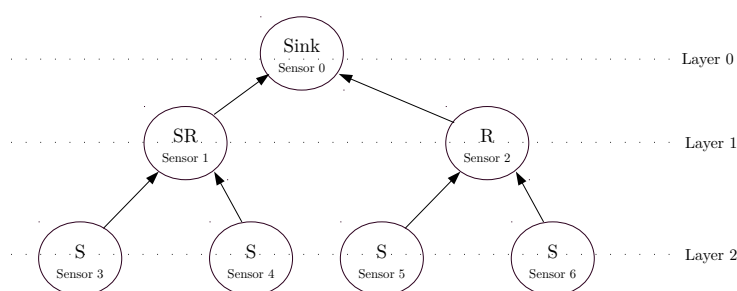 Sink
Sensor 0
Layer 0
SR
Sensor 1
R
Sensor 2
Layer 1
S
Sensor 3
S
Sensor 4
S
Sensor 5
S
Sensor 6
Layer 2